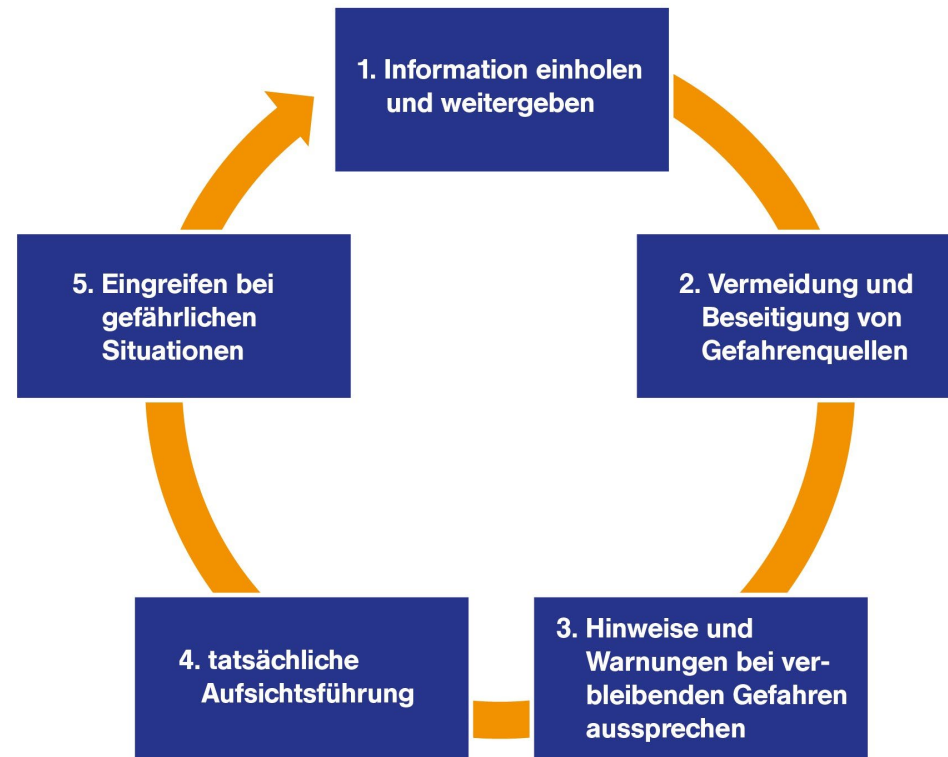 1. Information einholen
und weitergeben
2. Vermeidung und
Beseitigung von
Gefahrenquellen
3. Hinweise und
Warnungen bei ver-
bleibenden Gefahren
aussprechen
4. tatsächliche
Aufsichtsführung
5. Eingreifen bei
gefährlichen
Situationen